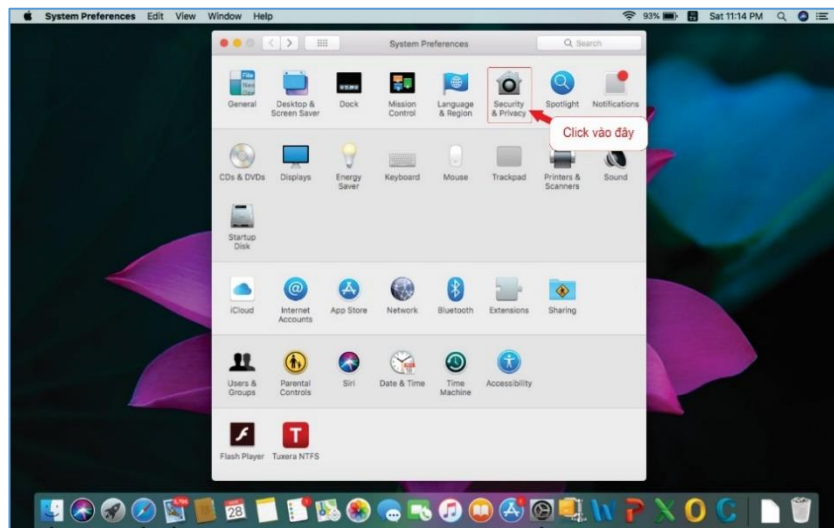 System Preferences Edit View Window Help
93% Sat 11:14 PM
System Preferences
Search
General
Desktop & Screen Saver
Dock
Mission Control
Language & Region
Security & Privacy
Spotlight
Notifications
Click vào đây
CDs & DVDs
Displays
Energy Saver
Keyboard
Mouse
Trackpad
Printers & Scanners
Sound
Startup Disk
iCloud
Internet Accounts
App Store
Network
Bluetooth
Extensions
Sharing
Users & Groups
Parental Controls
Siri
Date & Time
Time Machine
Accessibility
Flash Player
Tuxera NTFS
28